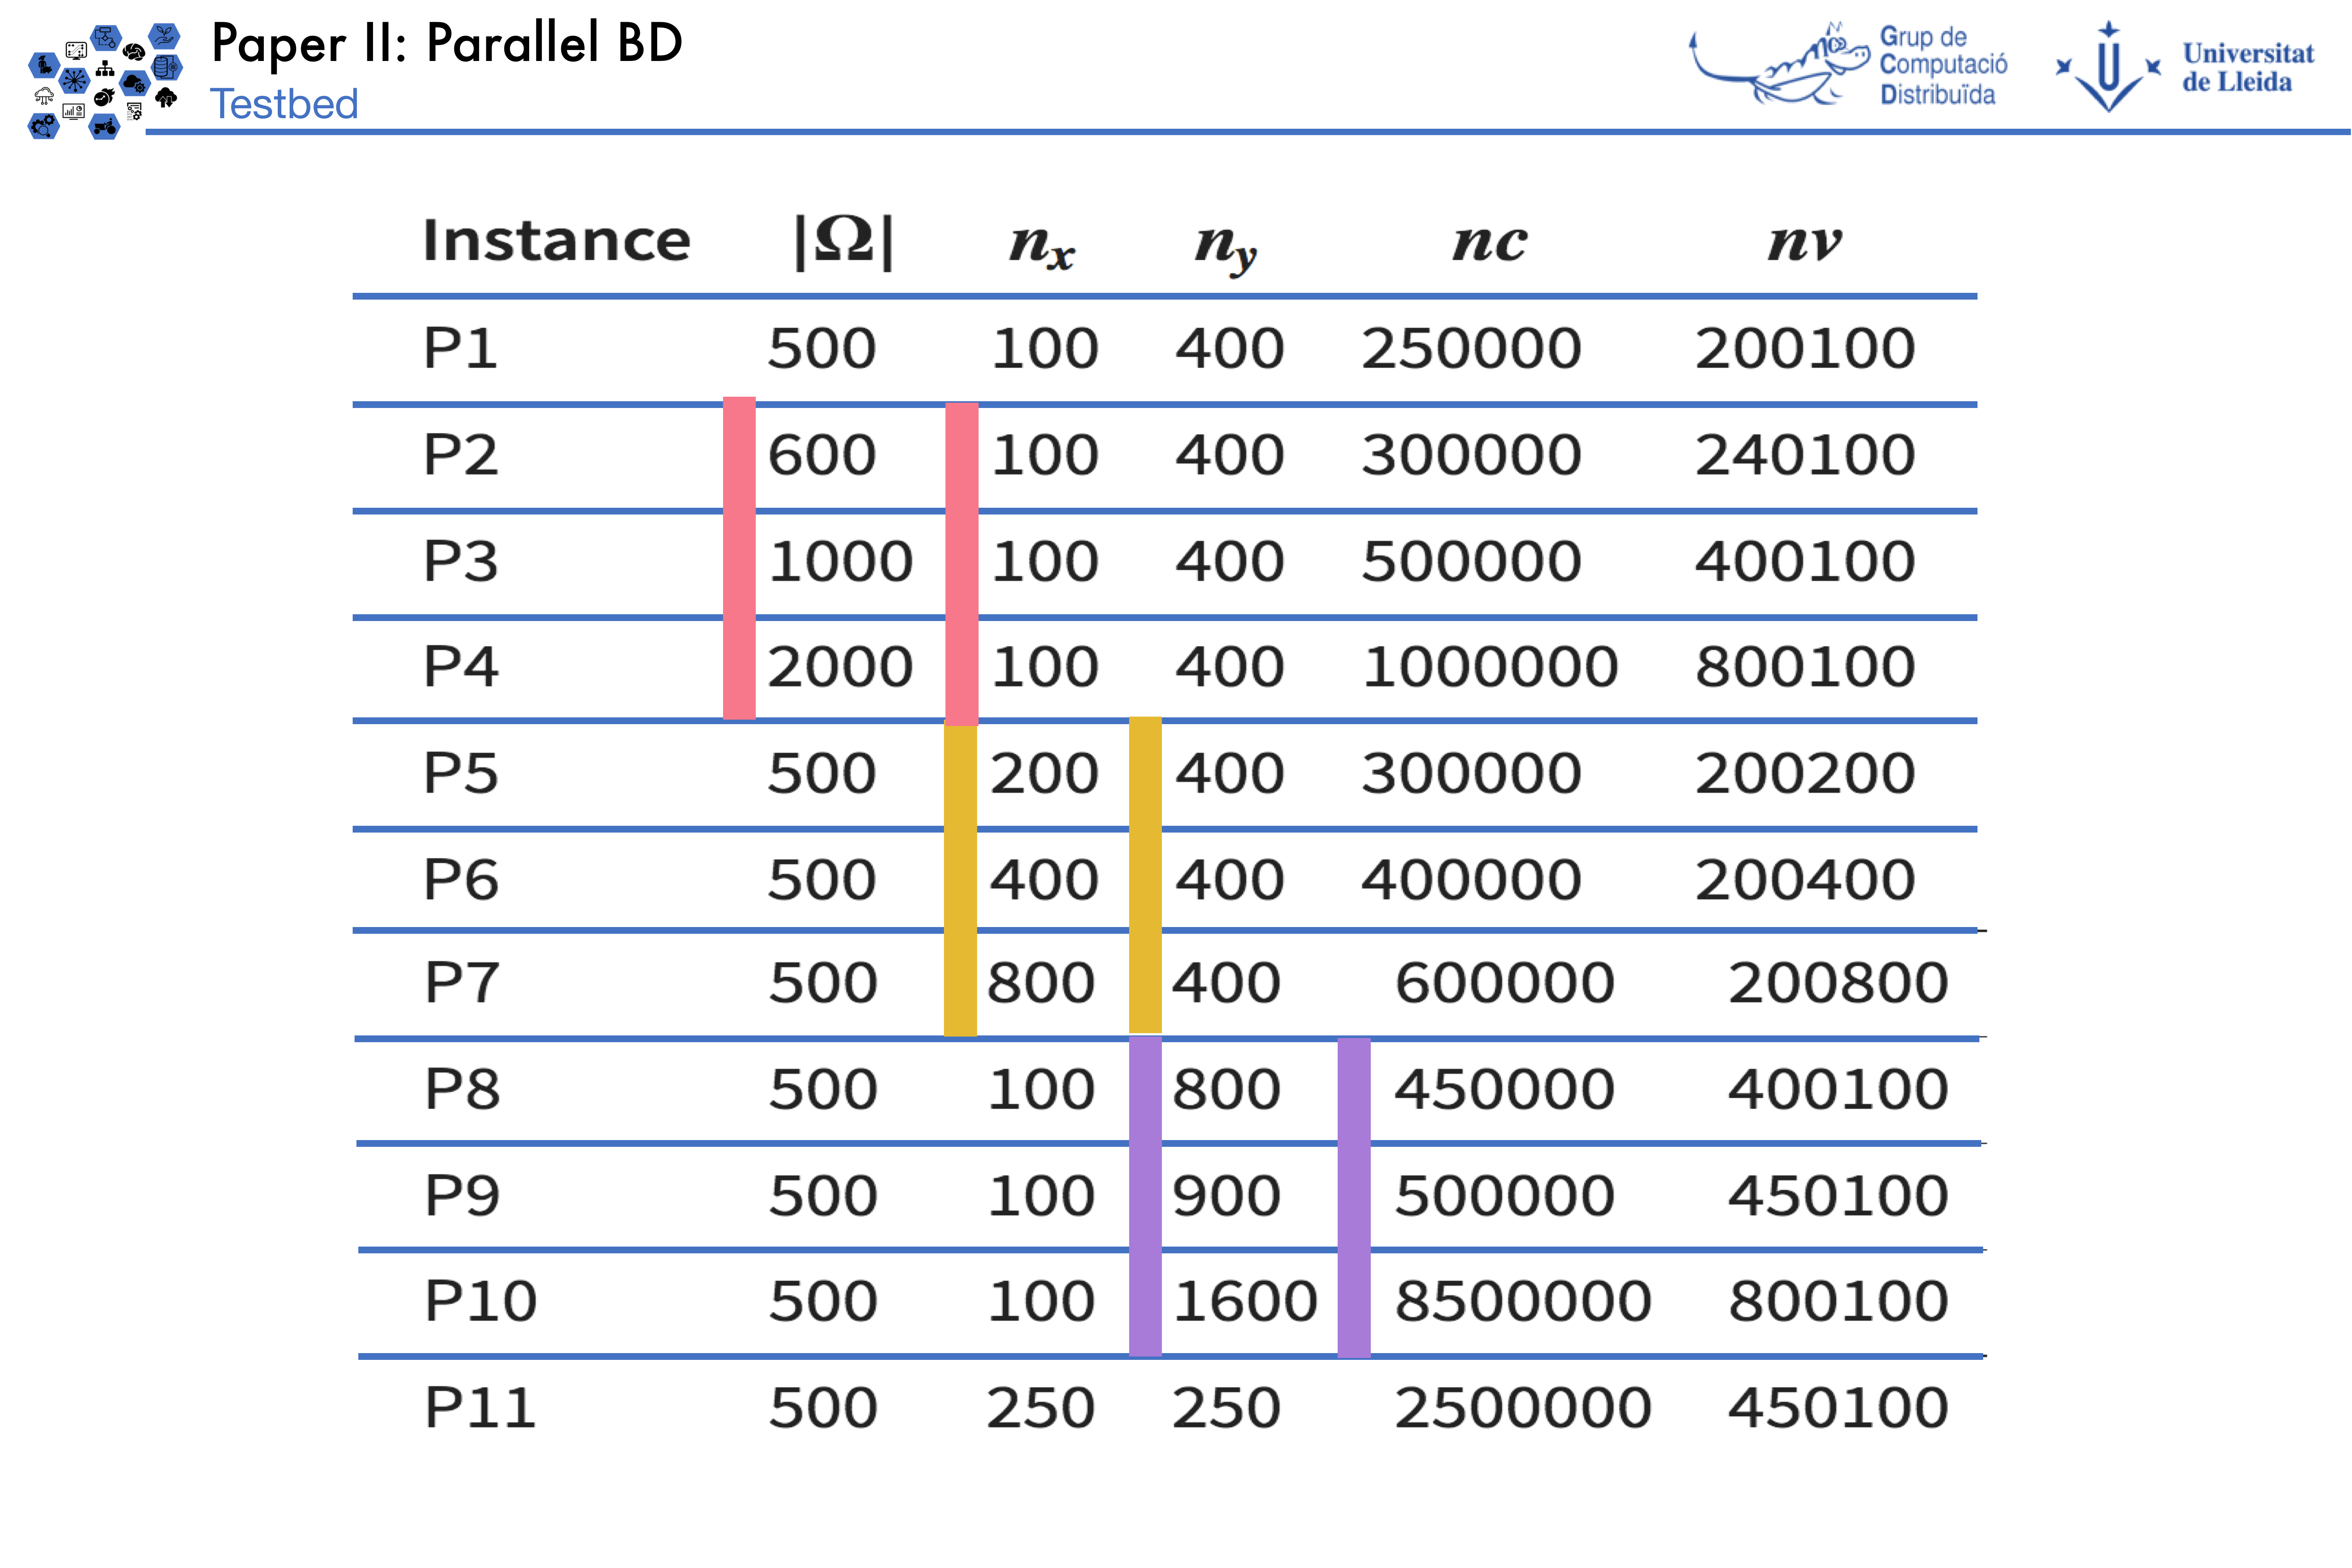 Paper II: Parallel BD
Testbed
Grup de
Computació
Distribuïda
Universitat
de Lleida
Instance |Ω| nx ny nc nv
P1 500 100 400 250000 200100
P2 600 100 400 300000 240100
P3 1000 100 400 500000 400100
P4 2000 100 400 1000000 800100
P5 500 200 400 300000 200200
P6 500 400 400 400000 200400
P7 500 800 400 600000 200800
P8 500 100 800 450000 400100
P9 500 100 900 500000 450100
P10 500 100 1600 8500000 800100
P11 500 250 250 2500000 450100